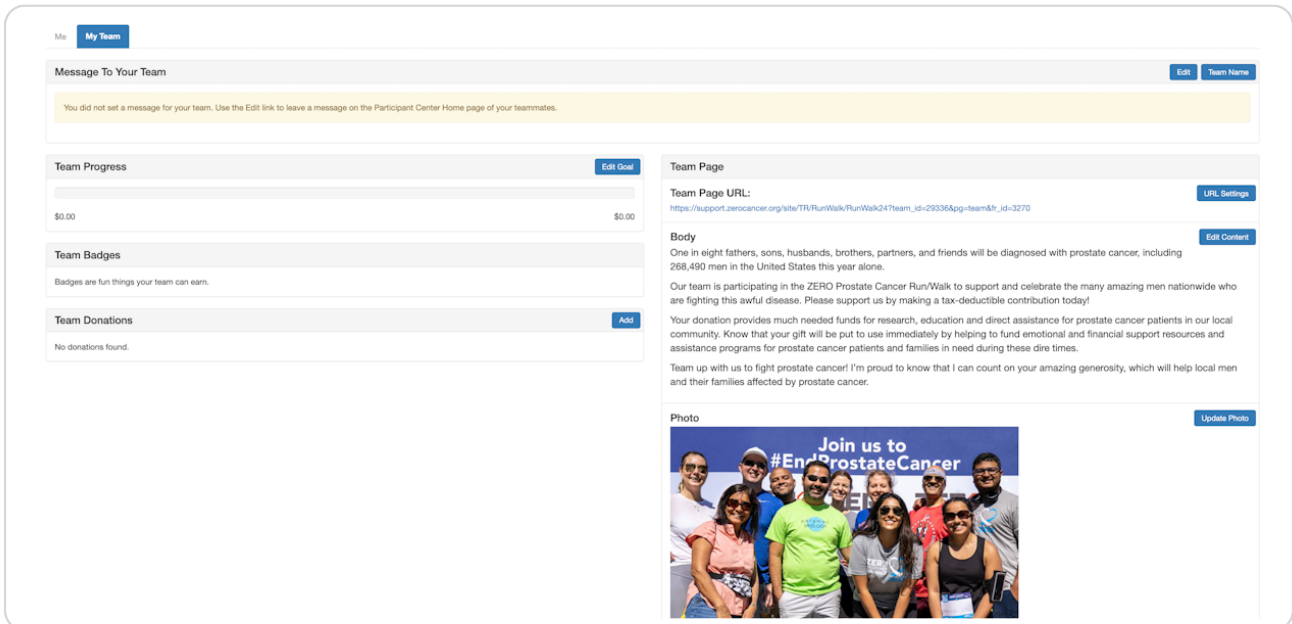 Me My Team
Message To Your Team Edit Team Name
You did not set a message for your team. Use the Edit link to leave a message on the Participant Center Home page of your teammates.
Team Progress Edit Goal
$0.00 $0.00
Team Badges
Badges are fun things your team can earn.
Team Donations Add
No donations found.
Team Page
Team Page URL: URL Settings
https://support.zerocancer.org/site/TR/RunWalk/RunWalk24?team_id=29336&pg=team&fr_id=3270
Body Edit Content
One in eight fathers, sons, husbands, brothers, partners, and friends will be diagnosed with prostate cancer, including
268,490 men in the United States this year alone.
Our team is participating in the ZERO Prostate Cancer Run/Walk to support and celebrate the many amazing men nationwide who
are fighting this awful disease. Please support us by making a tax-deductible contribution today!
Your donation provides much needed funds for research, education and direct assistance for prostate cancer patients in our local
community. Know that your gift will be put to use immediately by helping to fund emotional and financial support resources and
assistance programs for prostate cancer patients and families in need during these dire times.
Team up with us to fight prostate cancer! I'm proud to know that I can count on your amazing generosity, which will help local men
and their families affected by prostate cancer.
Photo Update Photo
Join us to
#EndProstateCancer